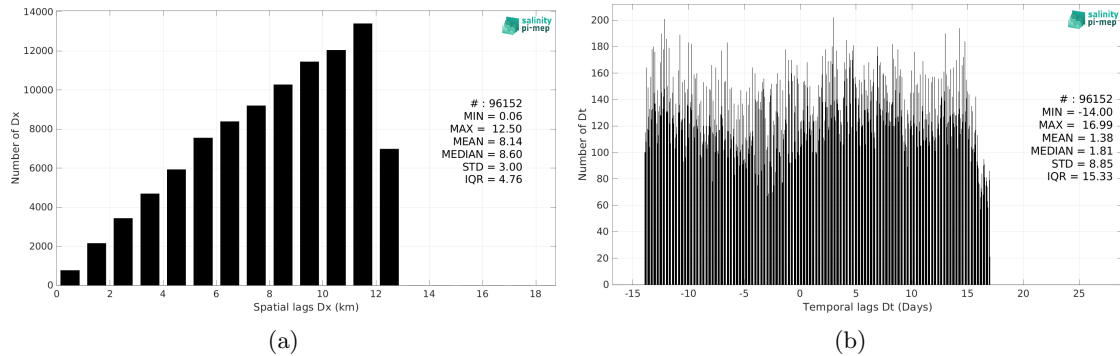 14000
12000
10000
8000
6000
4000
2000
0
Number of Dx
0 2 4 6 8 10 12 14 16 18
Spatial lags Dx (km)
salinity
pi-mep
# : 96152
MIN = 0.06
MAX = 12.50
MEAN = 8.14
MEDIAN = 8.60
STD = 3.00
IQR = 4.76
(a)
200
180
160
140
120
100
80
60
40
20
0
Number of Dt
-15 -10 -5 0 5 10 15 20 25
Temporal lags Dt (Days)
salinity
pi-mep
# : 96152
MIN = -14.00
MAX = 16.99
MEAN = 1.38
MEDIAN = 1.81
STD = 8.85
IQR = 15.33
(b)